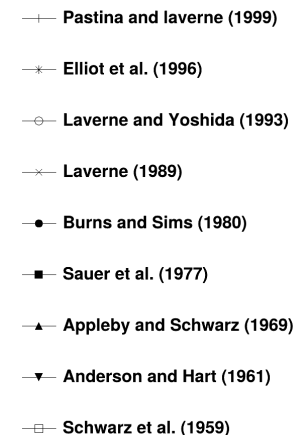 Pastina and laverne (1999)
Elliot et al. (1996)
Laverne and Yoshida (1993)
Laverne (1989)
Burns and Sims (1980)
Sauer et al. (1977)
Appleby and Schwarz (1969)
Anderson and Hart (1961)
Schwarz et al. (1959)